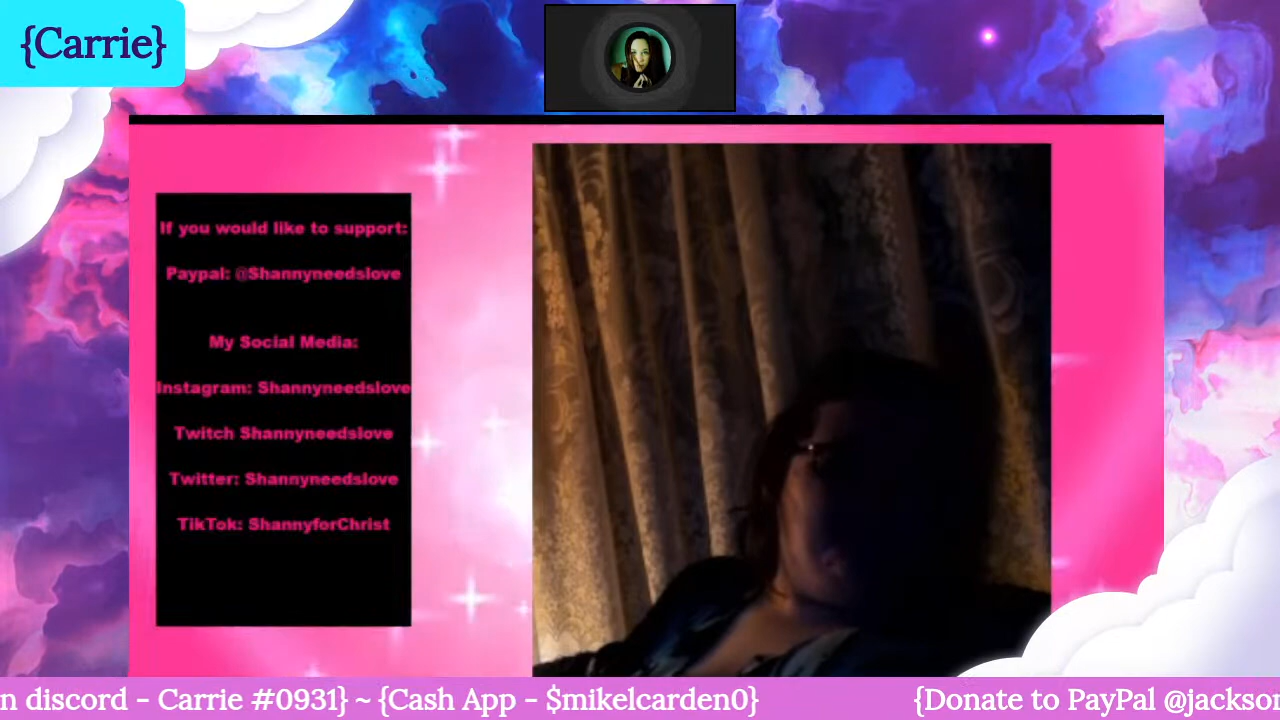 {Carrie}
If you would like to support:
Paypal: @Shannyneedslove
My Social Media:
Instagram: Shannyneedslove
Twitch Shannyneedslove
Twitter: Shannyneedslove
TikTok: ShannyforChrist
n discord - Carrie #0931} ~ {Cash App - $mikelcarden0} {Donate to PayPal @jackson